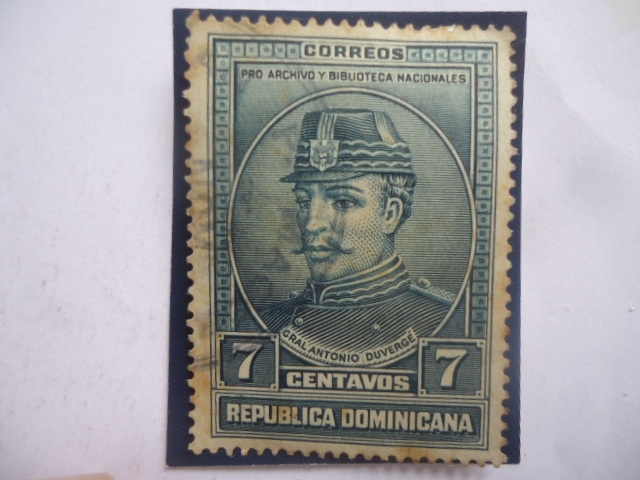 CORREOS
PRO ARCHIVO Y BIBLIOTECA NACIONALES
GRAL ANTONIO DUVERGÉ
7 7
CENTAVOS
REPUBLICA DOMINICANA